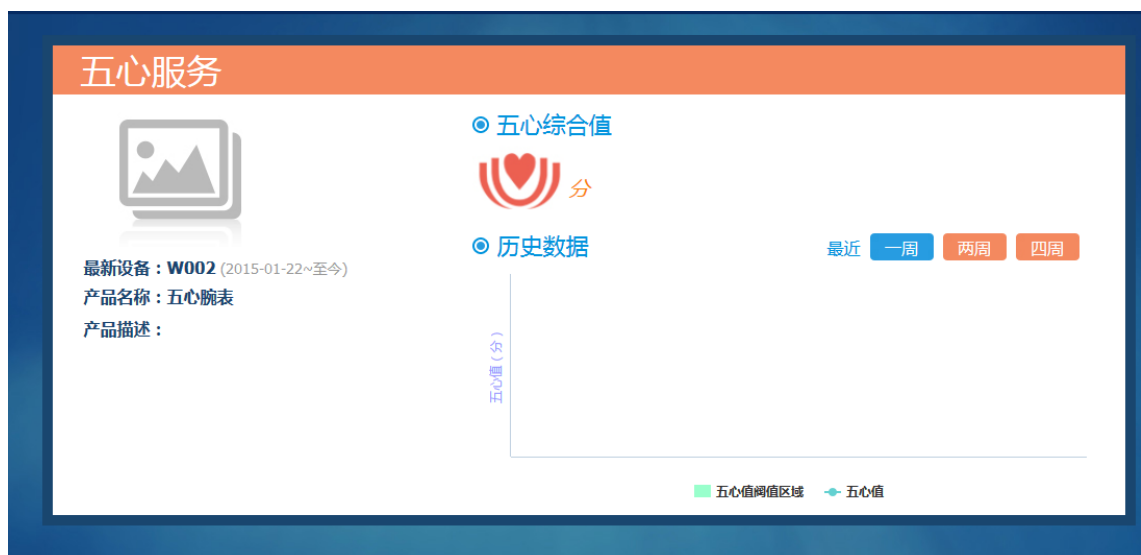 五心服务
五心综合值
分
历史数据
最近 一周 两周 四周
最新设备：W002 (2015-01-22~至今)
产品名称：五心腕表
产品描述：
五心值（分）
五心值阀值区域 五心值